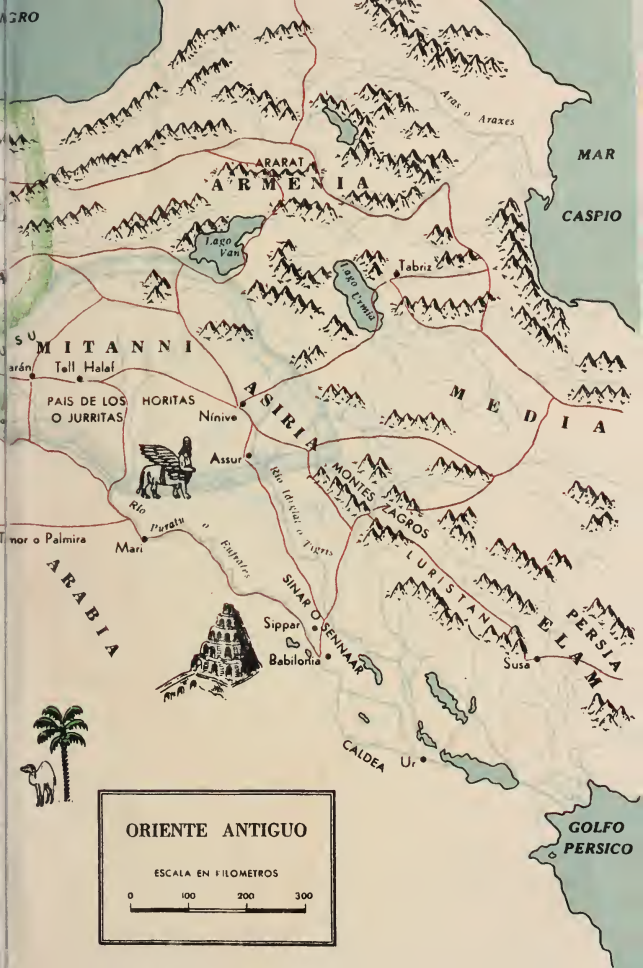 Aras o Araxes
MAR
CASPIO
ARARAT
ARMENIA
Lago
Van
Lago Urmia
Tabriz
MITANNI
Tell Halaf
PAIS DE LOS HORITAS
O JURRITAS
Nínive
ASIRIA
MEDIA
Assur
Río Idiglat o Tigris
MONTES ZAGROS
Río Puratu o Eufrates
o Palmira
Mari
ARABIA
LURISTAN
PERSIA
ELAM
SINAR O SENNAAR
Sippar
Babilonia
Susa
CALDEA
Ur
GOLFO
PERSICO
ORIENTE ANTIGUO
ESCALA EN KILOMETROS
0 100 200 300